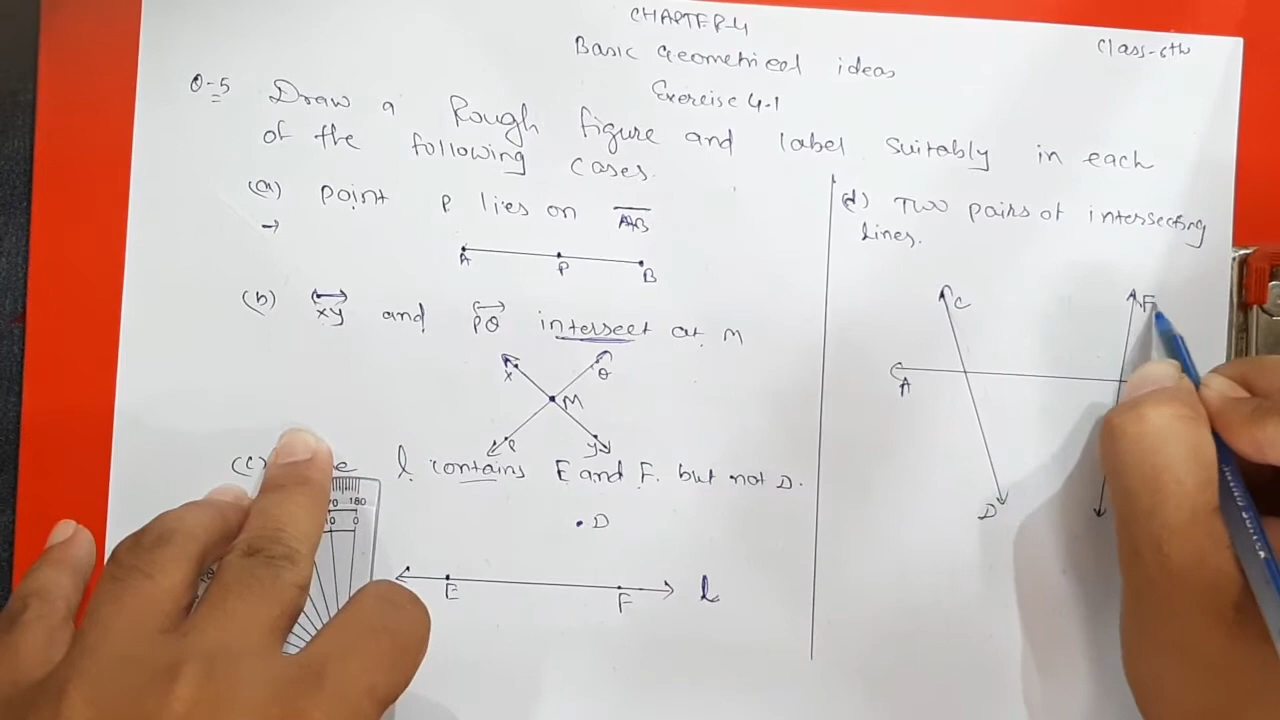 CHAPTER-4
Class-6th
Basic Geometrical ideas
Exercise 4.1
Q-5 Draw a Rough figure and label suitably in each
of the following cases.
(a) point P lies on AB
→
A P B
(b) XY and PQ intersect at M
X Q
M
P Y
(c) l contains E and F. but not D.
D
E F l
180
0
(d) Two pairs of intersecting
lines.
C F
A
D